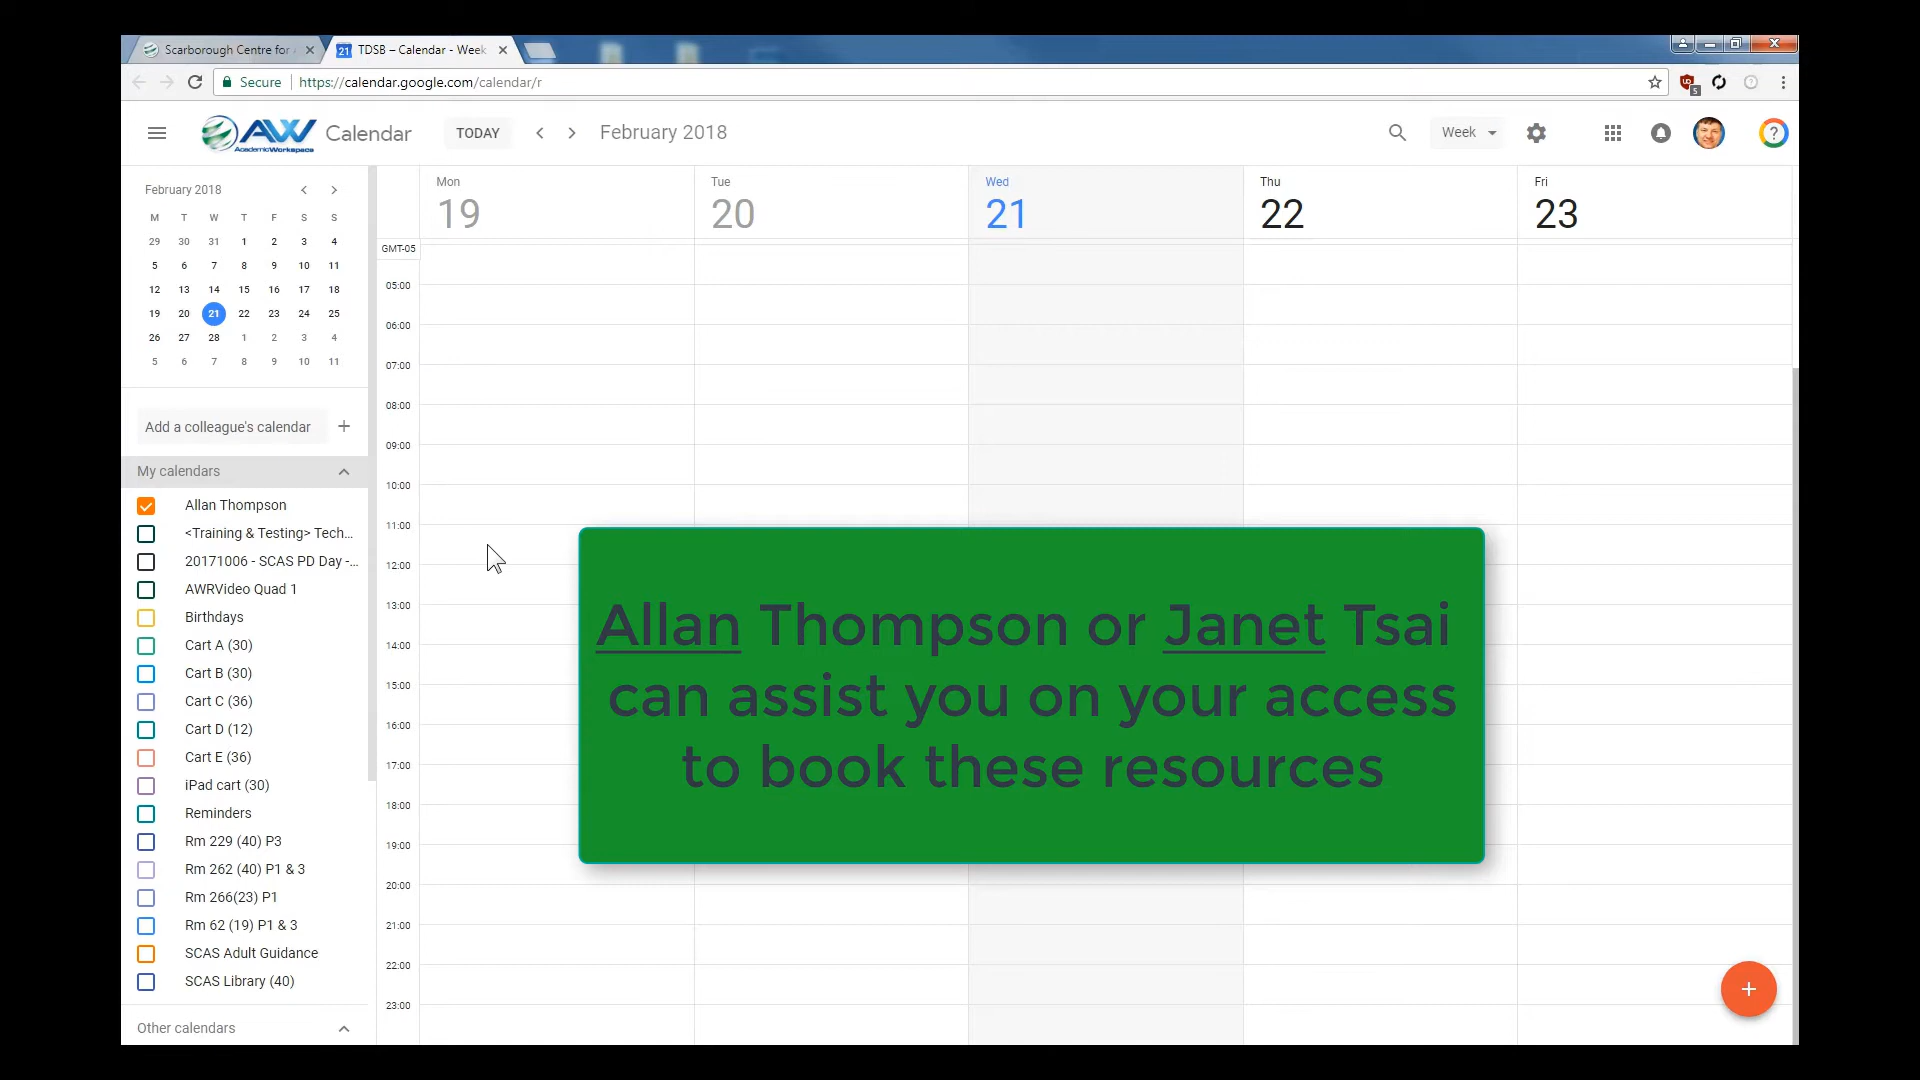 Scarborough Centre for A
21 TDSB – Calendar - Week
Secure https://calendar.google.com/calendar/r
AW AcademicWorkspace Calendar TODAY February 2018 Week
February 2018
M T W T F S S
29 30 31 1 2 3 4
5 6 7 8 9 10 11
12 13 14 15 16 17 18
19 20 21 22 23 24 25
26 27 28 1 2 3 4
5 6 7 8 9 10 11
Add a colleague's calendar +
My calendars
Allan Thompson
<Training & Testing> Tech...
20171006 - SCAS PD Day -...
AWRVideo Quad 1
Birthdays
Cart A (30)
Cart B (30)
Cart C (36)
Cart D (12)
Cart E (36)
iPad cart (30)
Reminders
Rm 229 (40) P3
Rm 262 (40) P1 & 3
Rm 266(23) P1
Rm 62 (19) P1 & 3
SCAS Adult Guidance
SCAS Library (40)
Other calendars
Mon Tue Wed Thu Fri
19 20 21 22 23
GMT-05
05:00
06:00
07:00
08:00
09:00
10:00
11:00
12:00
13:00
14:00
15:00
16:00
17:00
18:00
19:00
20:00
21:00
22:00
23:00
Allan Thompson or Janet Tsai
can assist you on your access
to book these resources